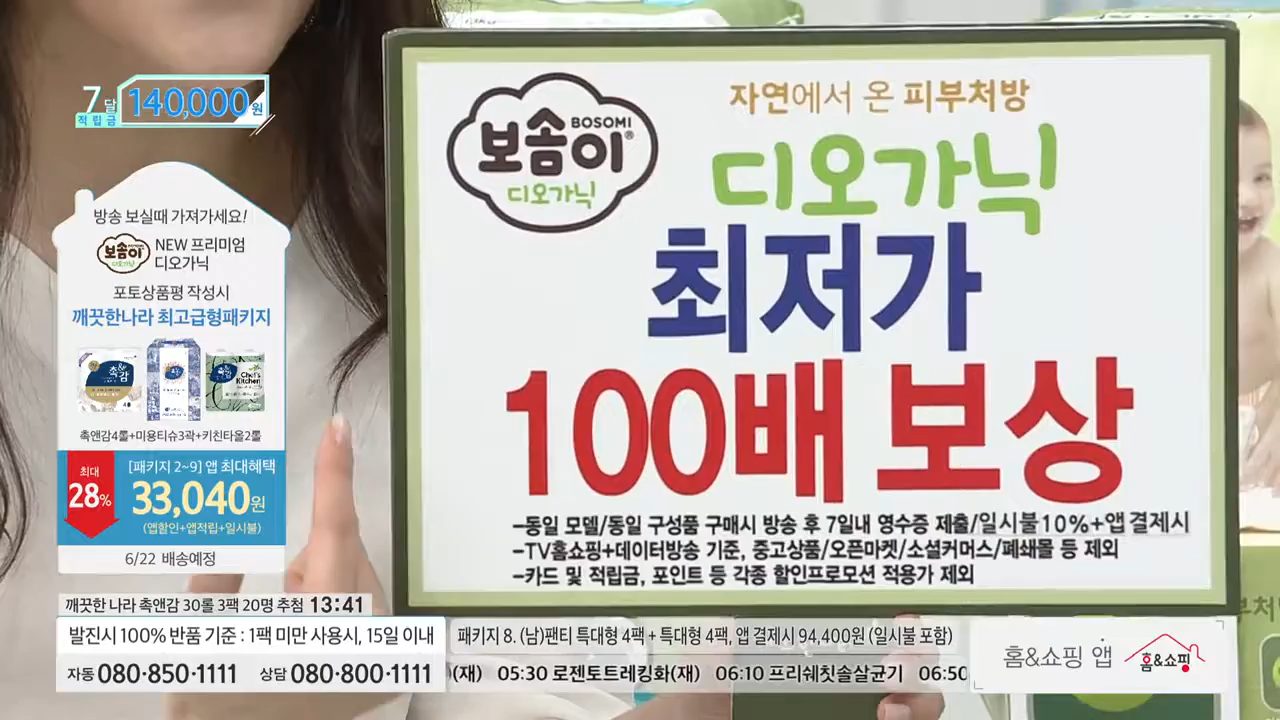 7달
적립금
140,000원
방송 보실때 가져가세요!
보솜이
디오가닉
NEW 프리미엄
디오가닉
포토상품평 작성시
깨끗한나라 최고급형패키지
촉&감
Chef's
Kitchen
촉앤감4롤+미용티슈3곽+키친타올2롤
최대
28%
[패키지 2~9] 앱 최대혜택
33,040원
(앱할인+앱적립+일시불)
6/22 배송예정
보솜이
BOSOMI®
디오가닉
자연에서 온 피부처방
디오가닉
최저가
100배 보상
-동일 모델/동일 구성품 구매시 방송 후 7일내 영수증 제출/일시불10%+앱결제시
-TV홈쇼핑+데이터방송 기준, 중고상품/오픈마켓/소셜커머스/폐쇄몰 등 제외
-카드 및 적립금, 포인트 등 각종 할인프로모션 적용가 제외
깨끗한 나라 촉앤감 30롤 3팩 20명 추첨 13:41
발진시 100% 반품 기준 : 1팩 미만 사용시, 15일 이내
패키지 8. (남)팬티 특대형 4팩 + 특대형 4팩, 앱 결제시 94,400원 (일시불 포함)
자동 080-850-1111 상담 080-800-1111
(재) 05:30 로젠토트레킹화(재) 06:10 프리쉐칫솔살균기 06:50
홈&쇼핑 앱
홈&쇼핑